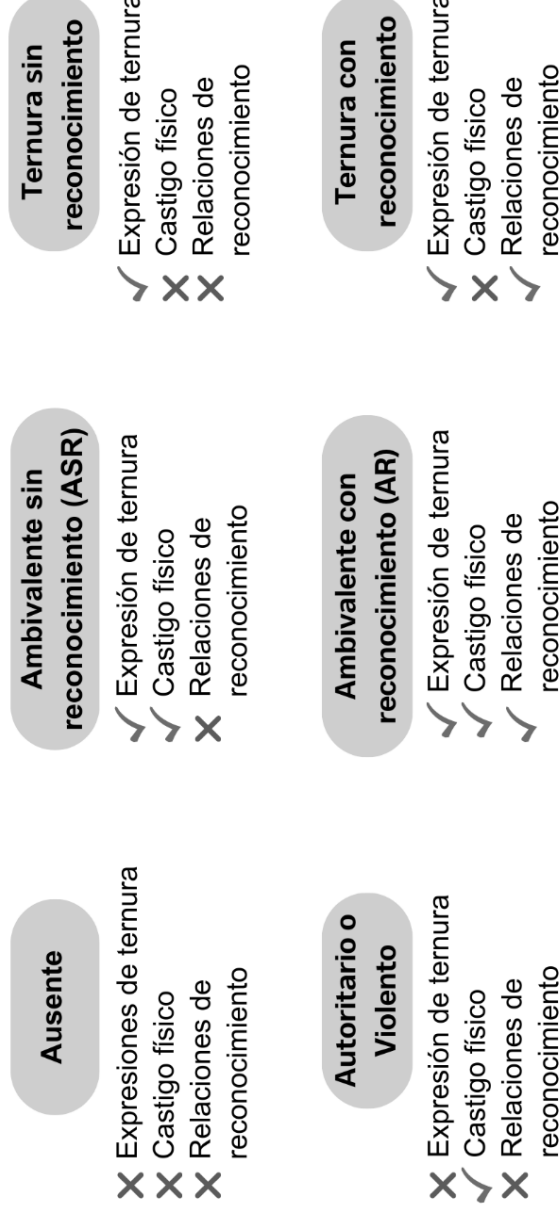 Ausente
✗ Expresiones de ternura
✗ Castigo físico
✗ Relaciones de
reconocimiento
Ambivalente sin
reconocimiento (ASR)
✓ Expresión de ternura
✓ Castigo físico
✗ Relaciones de
reconocimiento
Ternura sin
reconocimiento
✓ Expresión de ternura
✗ Castigo físico
✗ Relaciones de
reconocimiento
Autoritario o
Violento
✗ Expresión de ternura
✓ Castigo físico
✗ Relaciones de
reconocimiento
Ambivalente con
reconocimiento (AR)
✓ Expresión de ternura
✓ Castigo físico
✓ Relaciones de
reconocimiento
Ternura con
reconocimiento
✓ Expresión de ternura
✗ Castigo físico
✓ Relaciones de
reconocimiento